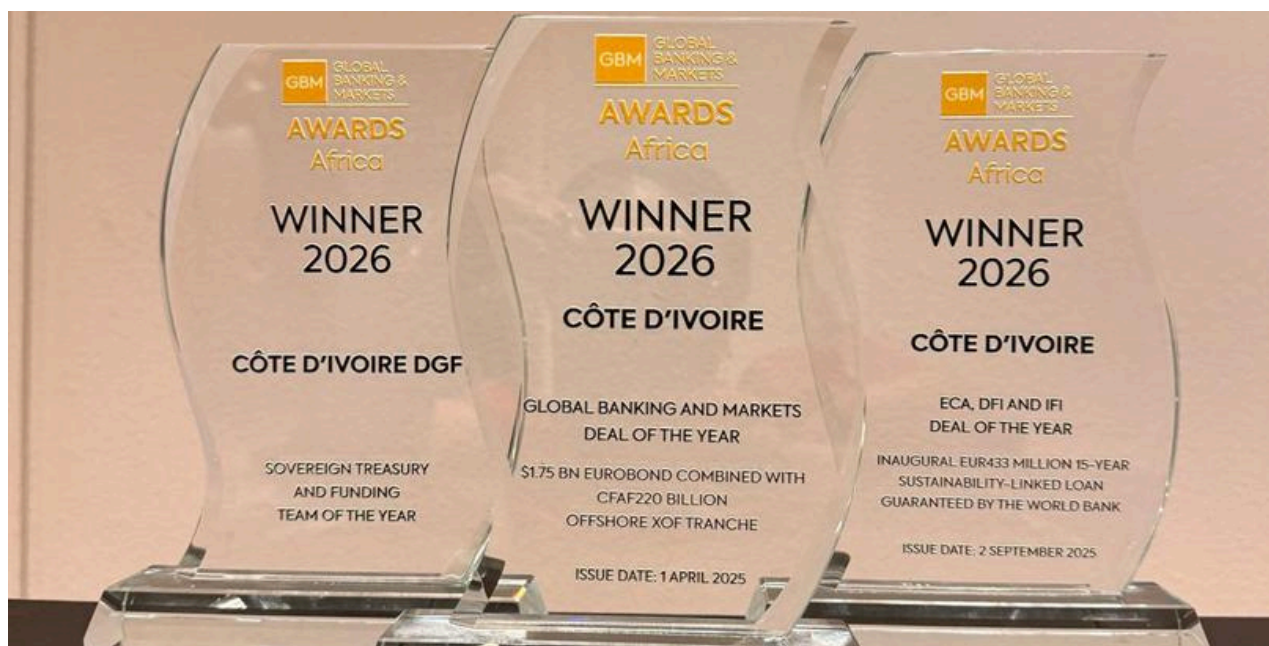 GBM
GLOBAL
BANKING &
MARKETS
AWARDS
Africa
WINNER
2026
CÔTE D'IVOIRE DGF
SOVEREIGN TREASURY
AND FUNDING
TEAM OF THE YEAR
GBM
GLOBAL
BANKING &
MARKETS
AWARDS
Africa
WINNER
2026
CÔTE D'IVOIRE
GLOBAL BANKING AND MARKETS
DEAL OF THE YEAR
$1.75 BN EUROBOND COMBINED WITH
CFAF220 BILLION
OFFSHORE XOF TRANCHE
ISSUE DATE: 1 APRIL 2025
GBM
GLOBAL
BANKING &
MARKETS
AWARDS
Africa
WINNER
2026
CÔTE D'IVOIRE
ECA, DFI AND IFI
DEAL OF THE YEAR
INAUGURAL EUR433 MILLION 15-YEAR
SUSTAINABILITY-LINKED LOAN
GUARANTEED BY THE WORLD BANK
ISSUE DATE: 2 SEPTEMBER 2025